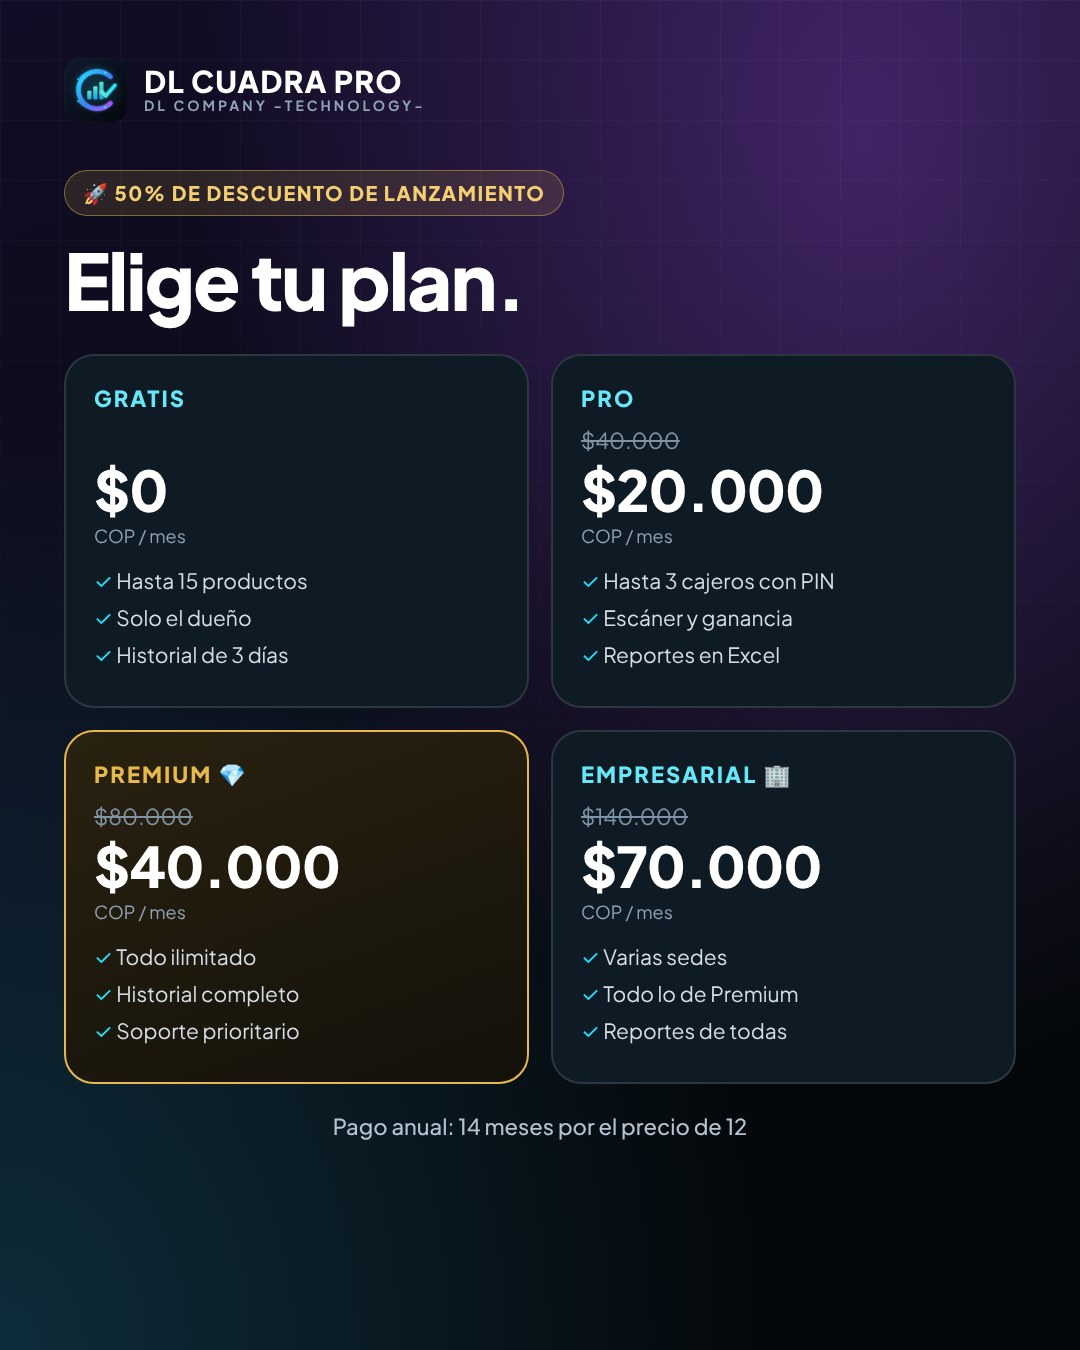 DL CUADRA PRO
DL COMPANY -TECHNOLOGY-
🚀 50% DE DESCUENTO DE LANZAMIENTO
Elige tu plan.
GRATIS
$0
COP / mes
✓ Hasta 15 productos
✓ Solo el dueño
✓ Historial de 3 días
PRO
$40.000
$20.000
COP / mes
✓ Hasta 3 cajeros con PIN
✓ Escáner y ganancia
✓ Reportes en Excel
PREMIUM 💎
$80.000
$40.000
COP / mes
✓ Todo ilimitado
✓ Historial completo
✓ Soporte prioritario
EMPRESARIAL 🏢
$140.000
$70.000
COP / mes
✓ Varias sedes
✓ Todo lo de Premium
✓ Reportes de todas
Pago anual: 14 meses por el precio de 12